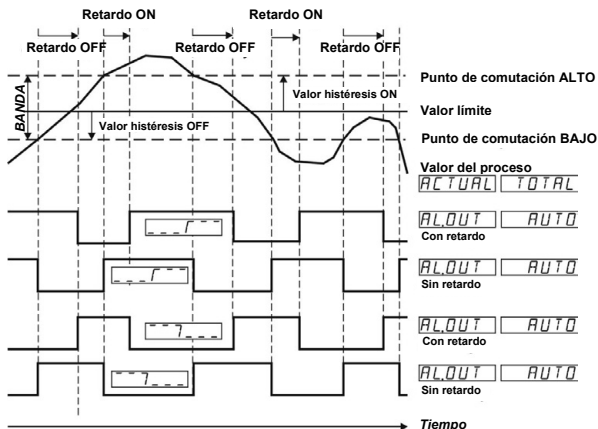 Retardo ON
Retardo ON
Retardo OFF
Retardo OFF
Retardo OFF
BANDA
Punto de comutación ALTO
Valor histéresis ON
Valor límite
Valor histéresis OFF
Punto de comutación BAJO
Valor del proceso
ACTUAL TOTAL
AL.OUT AUTO
Con retardo
AL.OUT AUTO
Sin retardo
AL.OUT AUTO
Con retardo
AL.OUT AUTO
Sin retardo
Tiempo